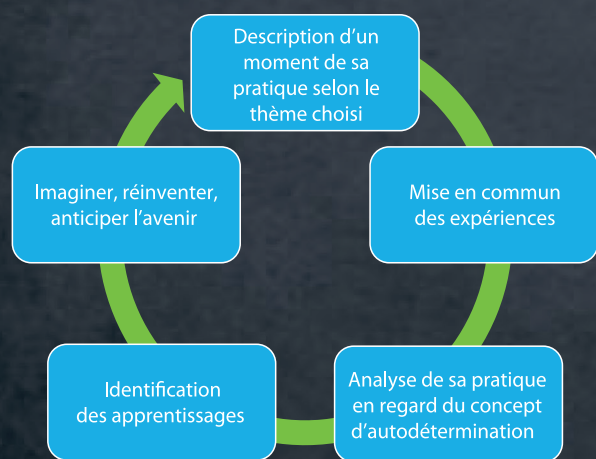 Description d’un
moment de sa
pratique selon le
thème choisi
Mise en commun
des expériences
Analyse de sa pratique
en regard du concept
d’autodétermination
Identification
des apprentissages
Imaginer, réinventer,
anticiper l’avenir